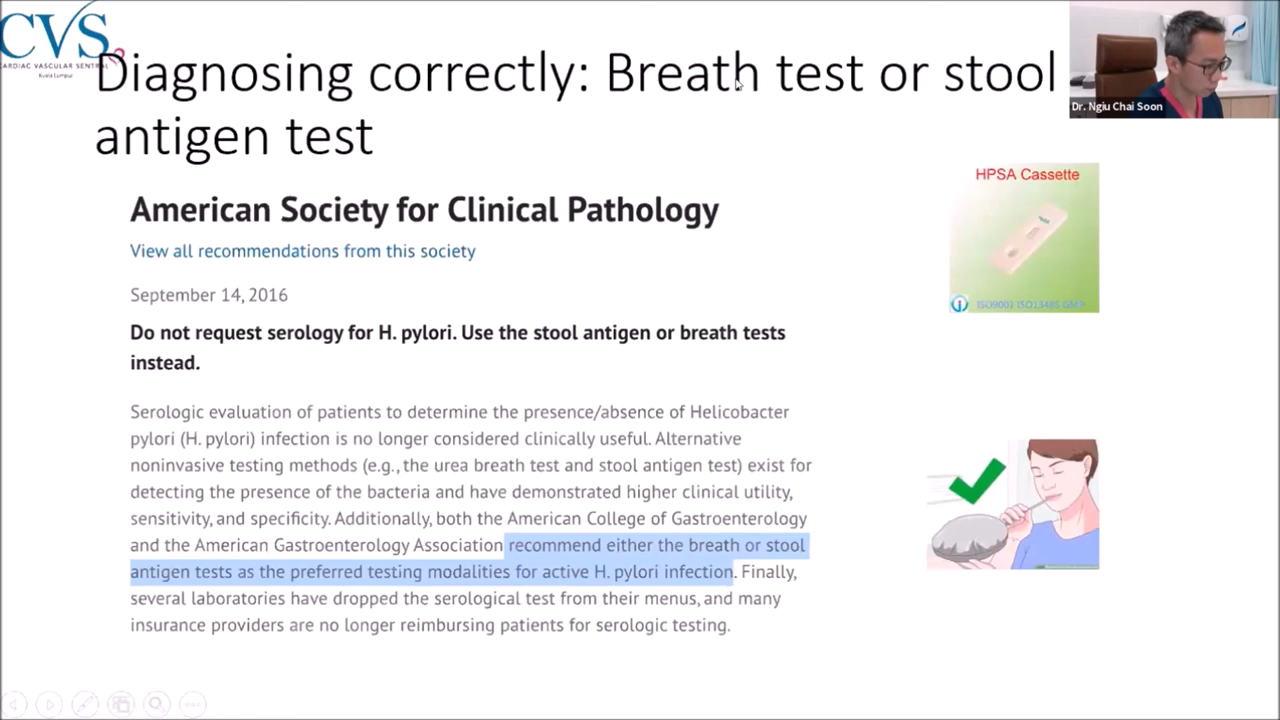 CVS
CARDIAC VASCULAR SENTRAL
Kuala Lumpur
Diagnosing correctly: Breath test or stool
antigen test
Dr. Ngiu Chai Soon
American Society for Clinical Pathology
View all recommendations from this society
September 14, 2016
Do not request serology for H. pylori. Use the stool antigen or breath tests
instead.
Serologic evaluation of patients to determine the presence/absence of Helicobacter
pylori (H. pylori) infection is no longer considered clinically useful. Alternative
noninvasive testing methods (e.g., the urea breath test and stool antigen test) exist for
detecting the presence of the bacteria and have demonstrated higher clinical utility,
sensitivity, and specificity. Additionally, both the American College of Gastroenterology
and the American Gastroenterology Association recommend either the breath or stool
antigen tests as the preferred testing modalities for active H. pylori infection. Finally,
several laboratories have dropped the serological test from their menus, and many
insurance providers are no longer reimbursing patients for serologic testing.
HPSA Cassette
ISO9001 ISO13485 GMP